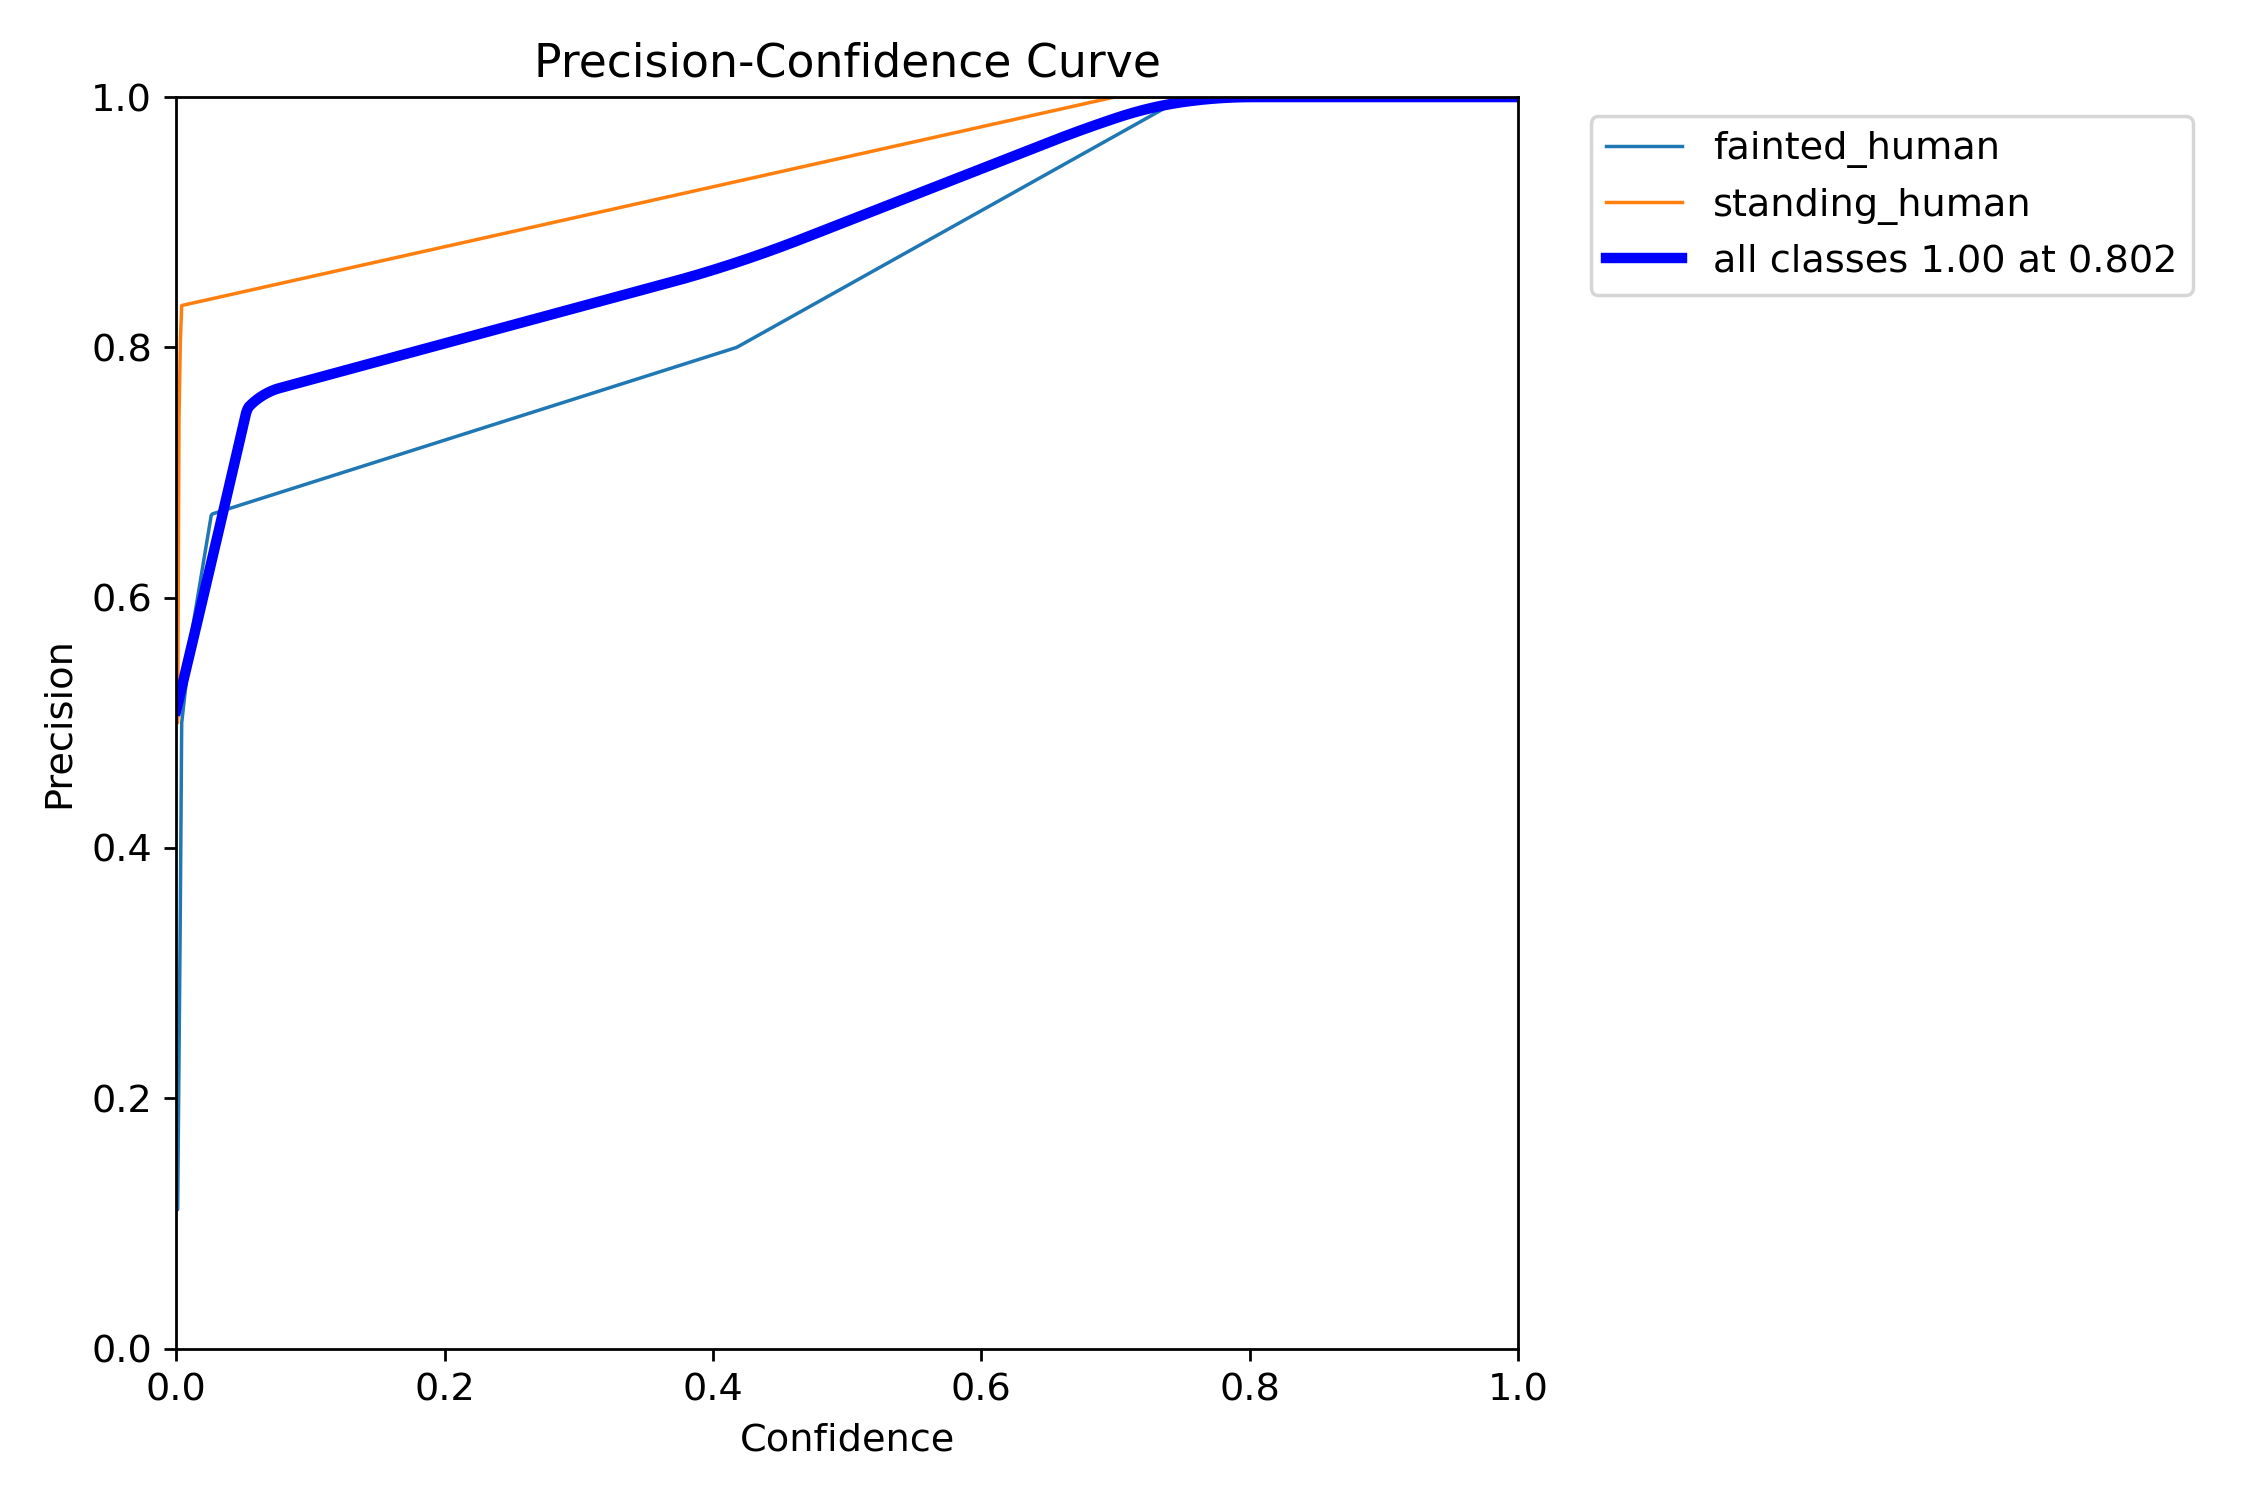 Precision-Confidence Curve
1.0
0.8
0.6
0.4
0.2
0.0
Precision
0.0 0.2 0.4 0.6 0.8 1.0
Confidence
fainted_human
standing_human
all classes 1.00 at 0.802